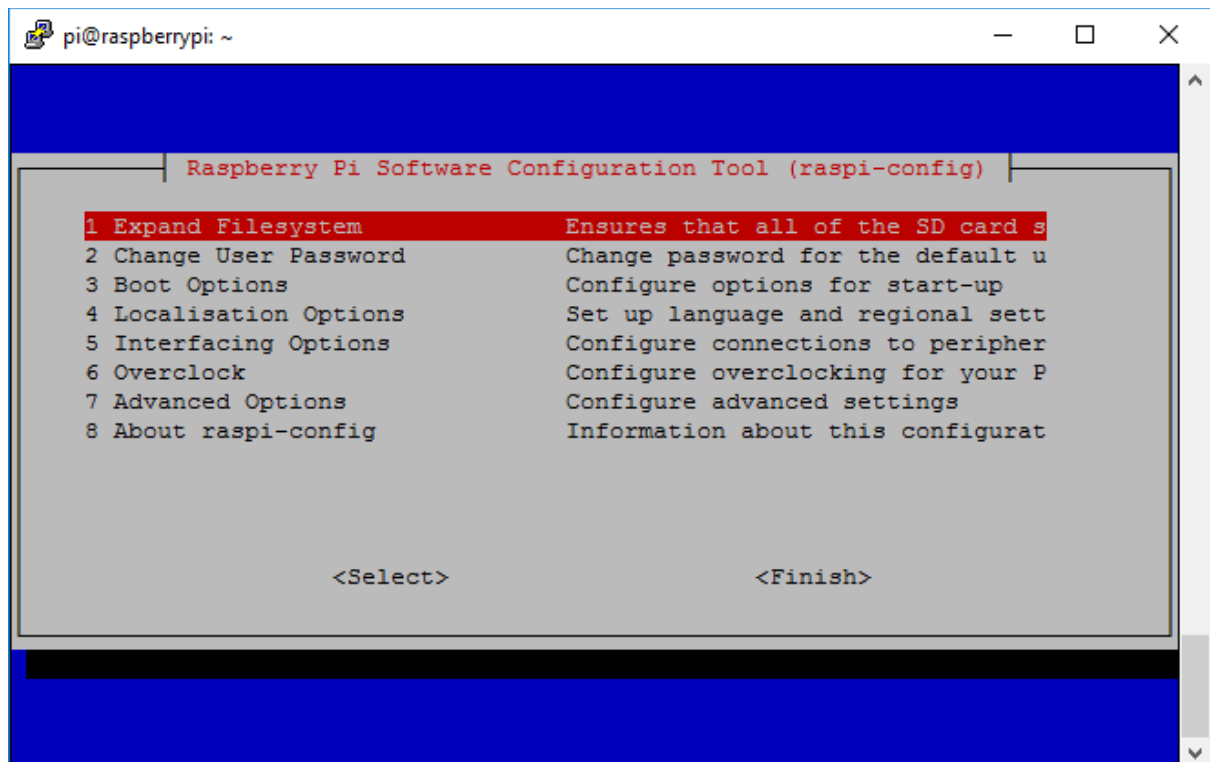 pi@raspberrypi: ~
Raspberry Pi Software Configuration Tool (raspi-config)
1 Expand Filesystem Ensures that all of the SD card s
2 Change User Password Change password for the default u
3 Boot Options Configure options for start-up
4 Localisation Options Set up language and regional sett
5 Interfacing Options Configure connections to peripher
6 Overclock Configure overclocking for your P
7 Advanced Options Configure advanced settings
8 About raspi-config Information about this configurat
<Select> <Finish>